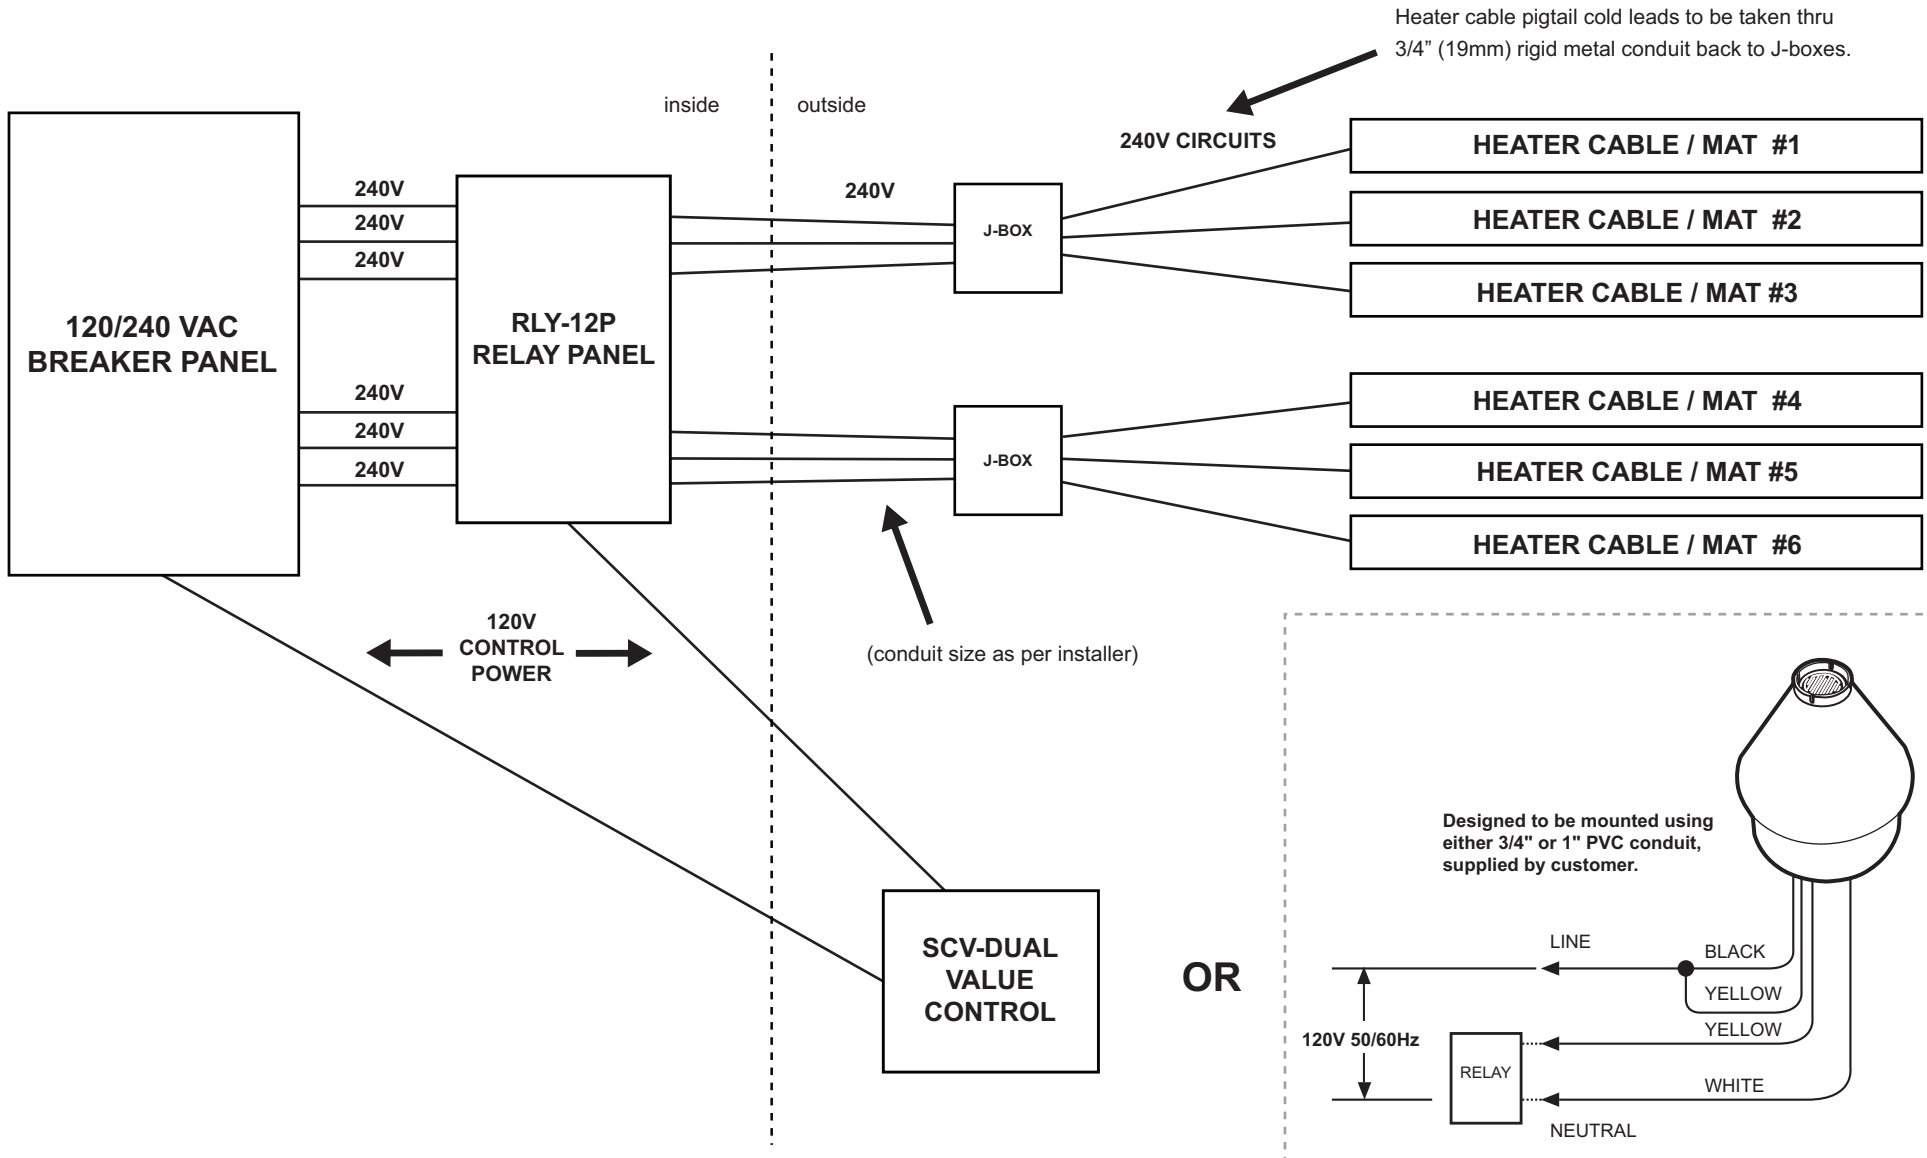 Heater cable pigtail cold leads to be taken thru
3/4” (19mm) rigid metal conduit back to J-boxes.
inside
outside
120/240 VAC
BREAKER PANEL
240V
240V
240V
240V
240V
240V
RLY-12P
RELAY PANEL
240V
J-BOX
J-BOX
240V CIRCUITS
HEATER CABLE / MAT #1
HEATER CABLE / MAT #2
HEATER CABLE / MAT #3
HEATER CABLE / MAT #4
HEATER CABLE / MAT #5
HEATER CABLE / MAT #6
120V
CONTROL
POWER
(conduit size as per installer)
SCV-DUAL
VALUE
CONTROL
OR
Designed to be mounted using
either 3/4" or 1" PVC conduit,
supplied by customer.
LINE
BLACK
YELLOW
YELLOW
120V 50/60Hz
RELAY
WHITE
NEUTRAL